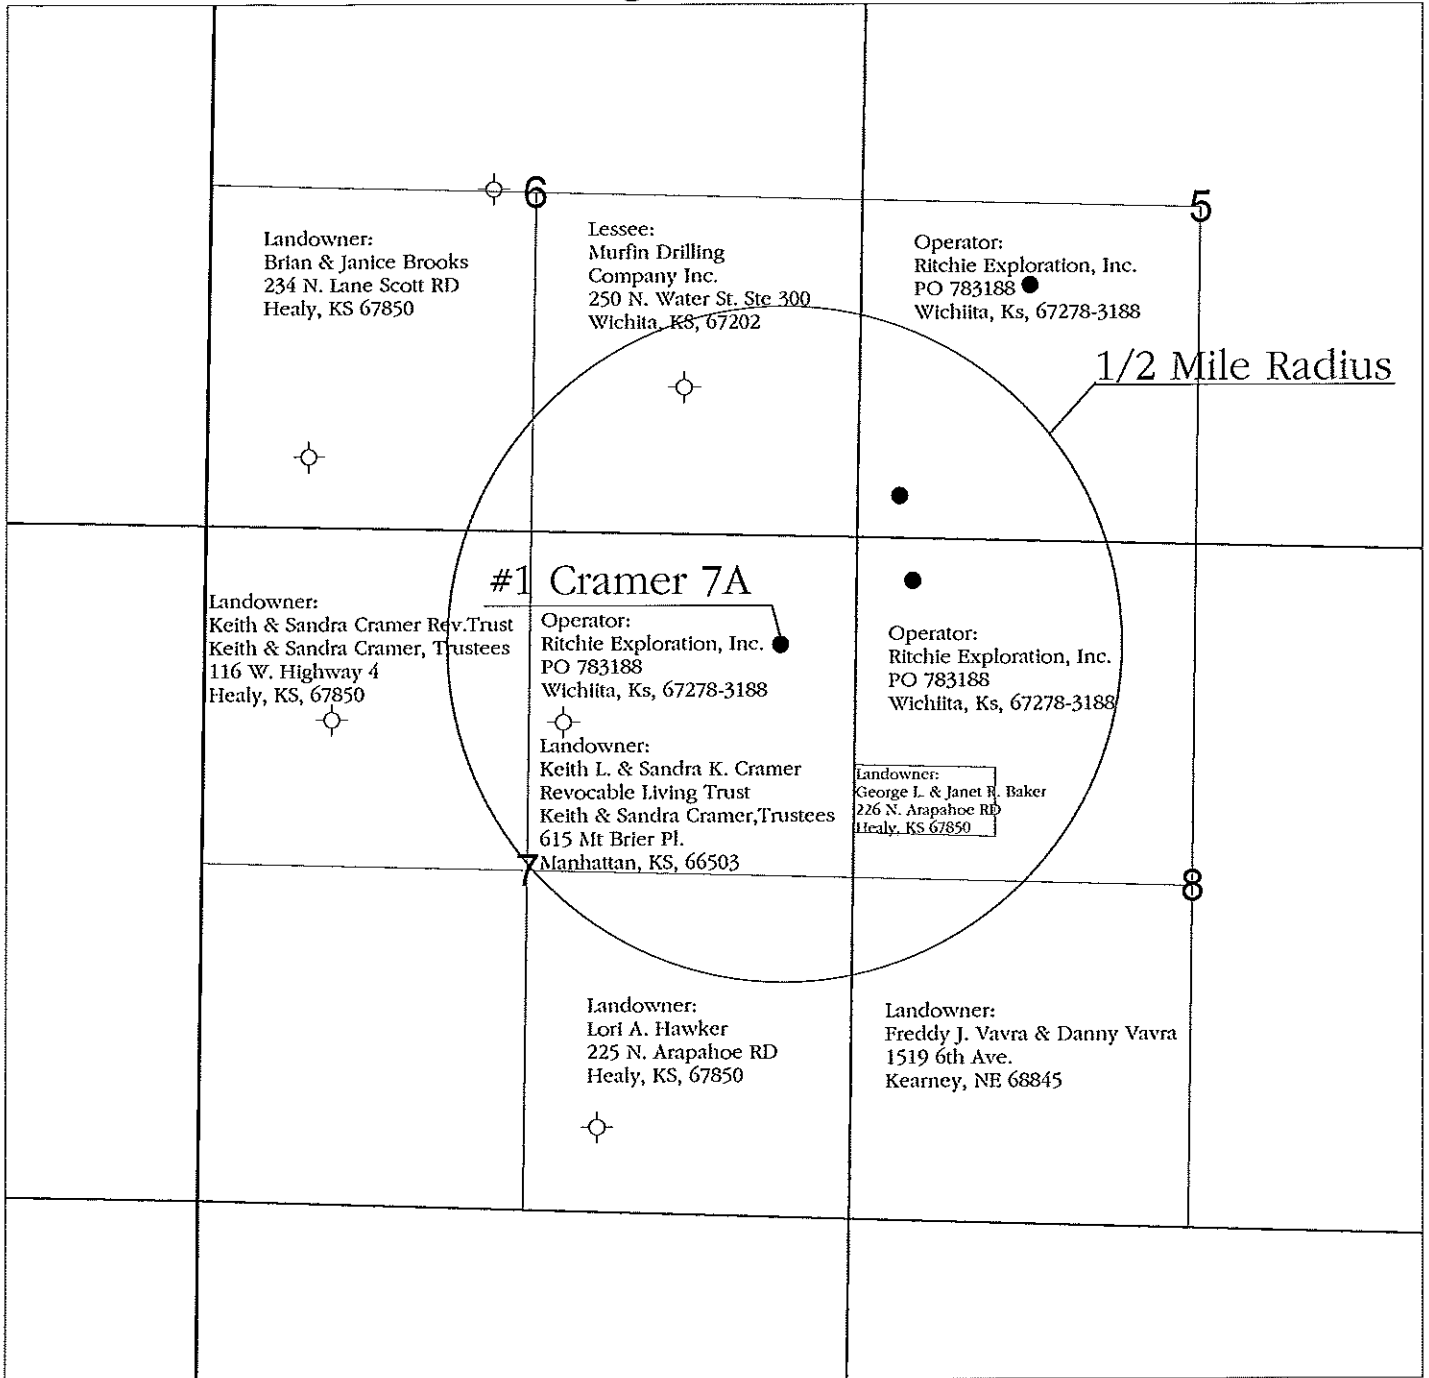 6
5
Landowner:
Brian & Janice Brooks
234 N. Lane Scott RD
Healy, KS 67850
Lessee:
Murfin Drilling
Company Inc.
250 N. Water St. Ste 300
Wichita, KS, 67202
Operator:
Ritchie Exploration, Inc.
PO 783188
Wichiita, Ks, 67278-3188
1/2 Mile Radius
#1 Cramer 7A
Landowner:
Keith & Sandra Cramer Rev.Trust
Keith & Sandra Cramer, Trustees
116 W. Highway 4
Healy, KS, 67850
Operator:
Ritchie Exploration, Inc.
PO 783188
Wichiita, Ks, 67278-3188
Operator:
Ritchie Exploration, Inc.
PO 783188
Wichiita, Ks, 67278-3188
Landowner:
Keith L. & Sandra K. Cramer
Revocable Living Trust
Keith & Sandra Cramer,Trustees
615 Mt Brier Pl.
Manhattan, KS, 66503
Landowner:
George L. & Janet R. Baker
226 N. Arapahoe RD
Healy, KS 67850
7
8
Landowner:
Lori A. Hawker
225 N. Arapahoe RD
Healy, KS, 67850
Landowner:
Freddy J. Vavra & Danny Vavra
1519 6th Ave.
Kearney, NE 68845